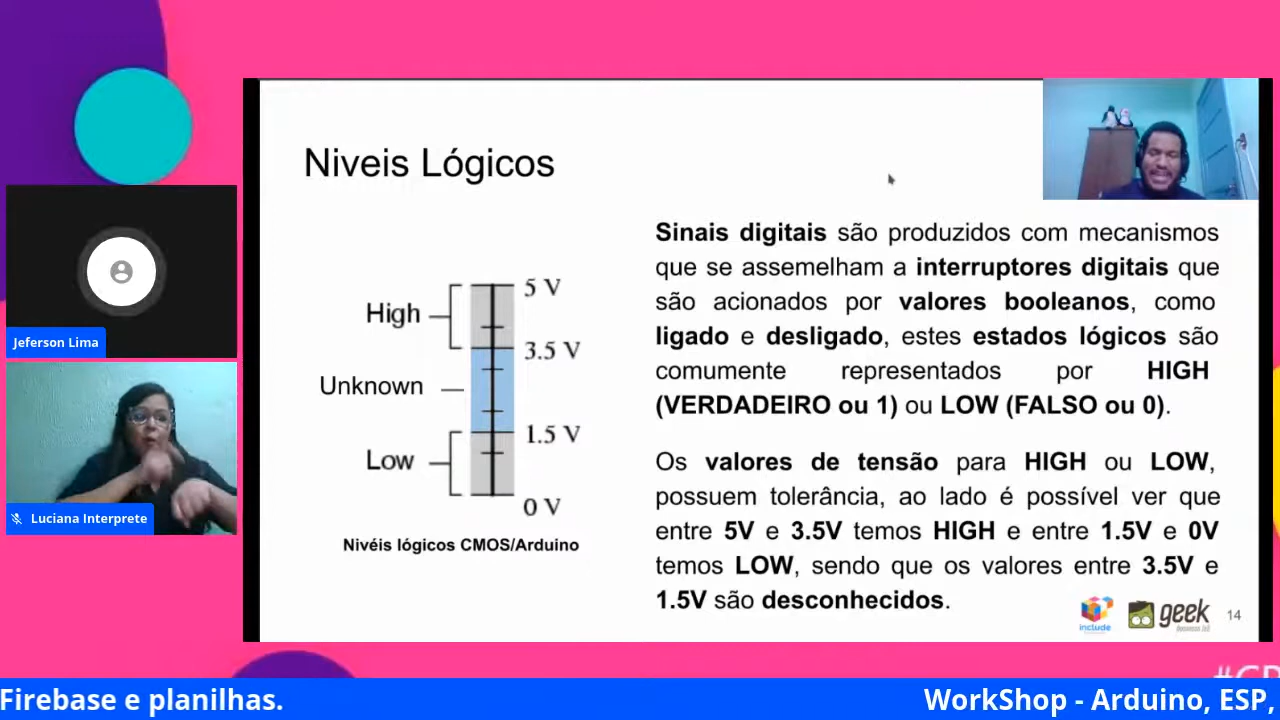 Niveis Lógicos
High
Unknown
Low
5 V
3.5 V
1.5 V
0 V
Nivéis lógicos CMOS/Arduino
Sinais digitais são produzidos com mecanismos
que se assemelham a interruptores digitais que
são acionados por valores booleanos, como
ligado e desligado, estes estados lógicos são
comumente representados por HIGH
(VERDADEIRO ou 1) ou LOW (FALSO ou 0).
Os valores de tensão para HIGH ou LOW,
possuem tolerância, ao lado é possível ver que
entre 5V e 3.5V temos HIGH e entre 1.5V e 0V
temos LOW, sendo que os valores entre 3.5V e
1.5V são desconhecidos.
include
geek
14
Jeferson Lima
Luciana Interprete
Firebase e planilhas.
WorkShop - Arduino, ESP,